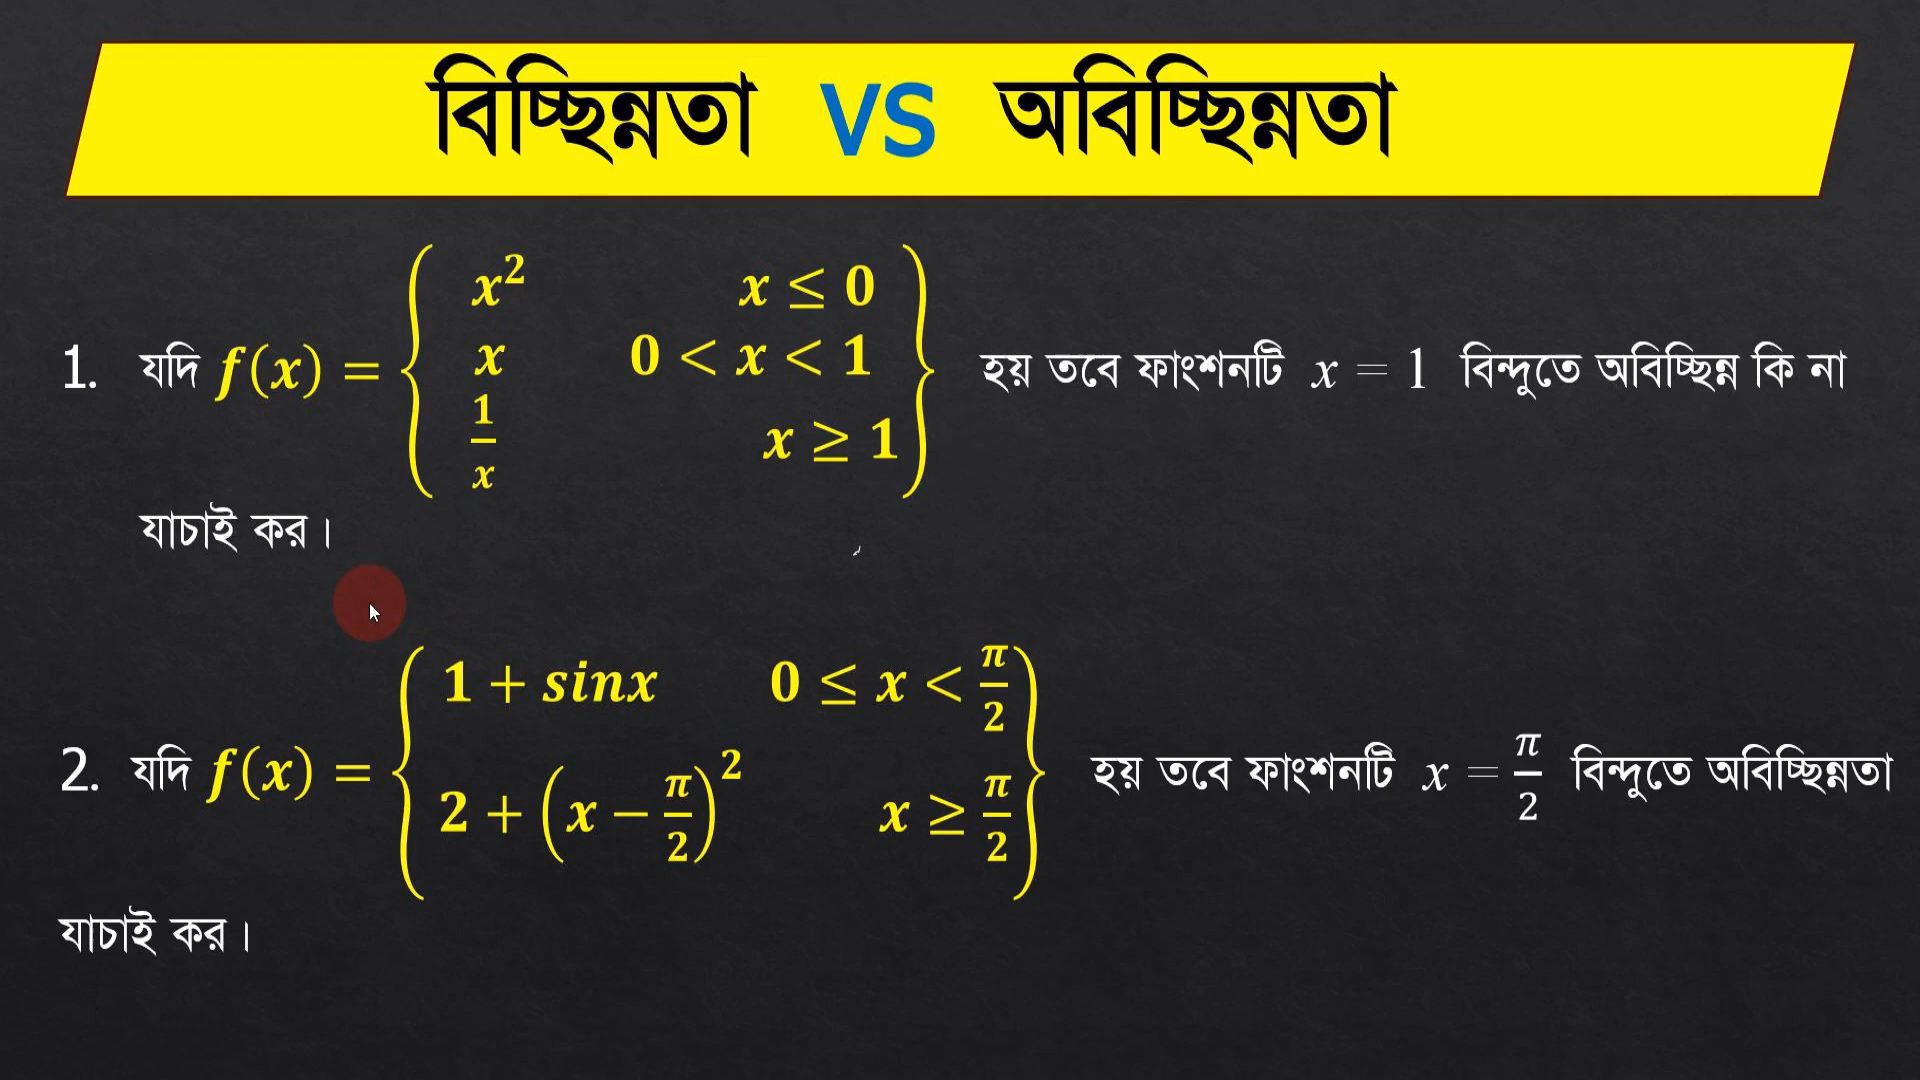 বিচ্ছিন্নতা VS অবিচ্ছিন্নতা
1. যদি f(x) = { x² x ≤ 0
x 0 < x < 1
1/x x ≥ 1 } হয় তবে ফাংশনটি x = 1 বিন্দুতে অবিচ্ছিন্ন কি না
যাচাই কর।
2. যদি f(x) = { 1 + sinx 0 ≤ x < π/2
2 + (x − π/2)² x ≥ π/2 } হয় তবে ফাংশনটি x = π/2 বিন্দুতে অবিচ্ছিন্নতা
যাচাই কর।